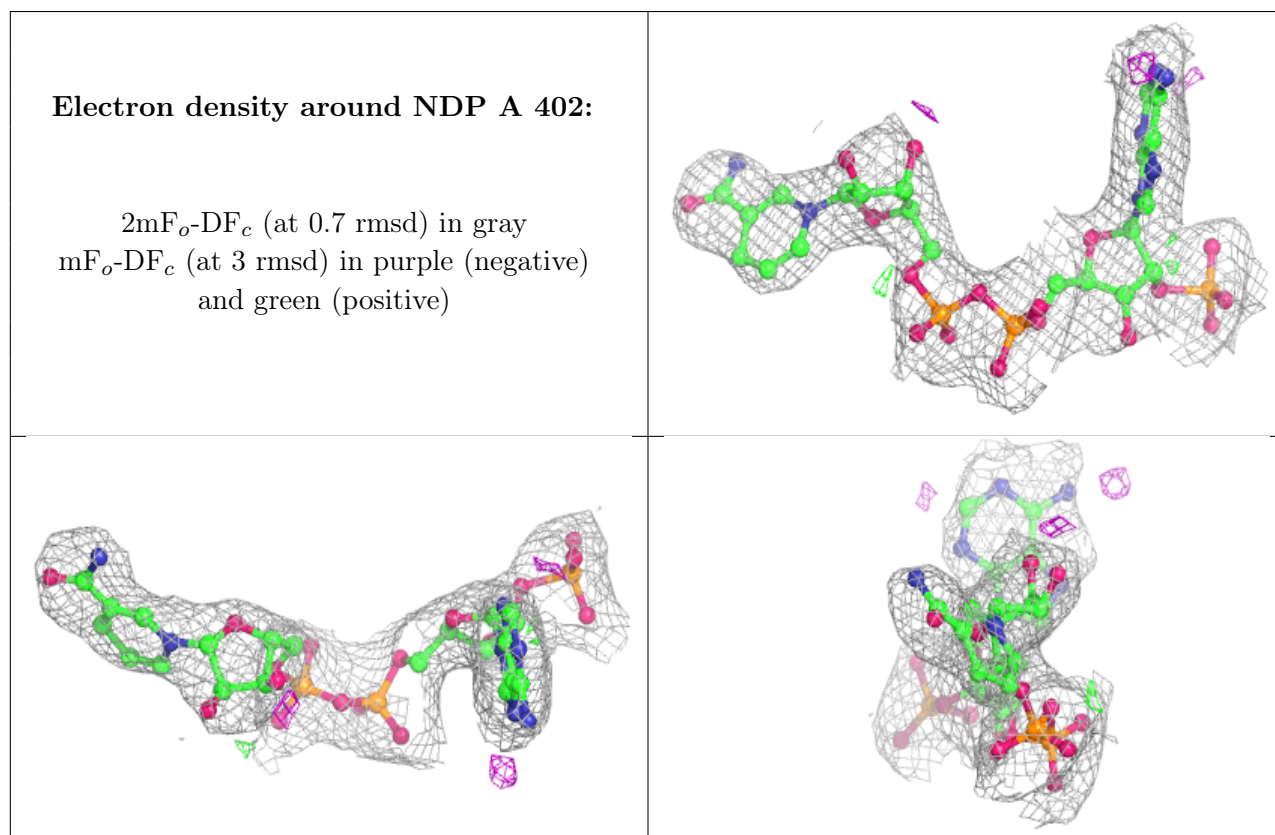 Electron density around NDP A 402:
2mFo-DFc (at 0.7 rmsd) in gray
mFo-DFc (at 3 rmsd) in purple (negative)
and green (positive)